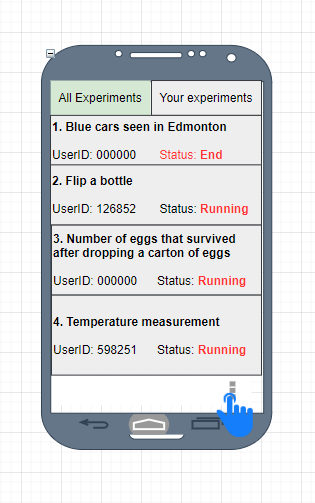 All Experiments
Your experiments
1. Blue cars seen in Edmonton
UserID: 000000 Status: End
2. Flip a bottle
UserID: 126852 Status: Running
3. Number of eggs that survived
after dropping a carton of eggs
UserID: 000000 Status: Running
4. Temperature measurement
UserID: 598251 Status: Running